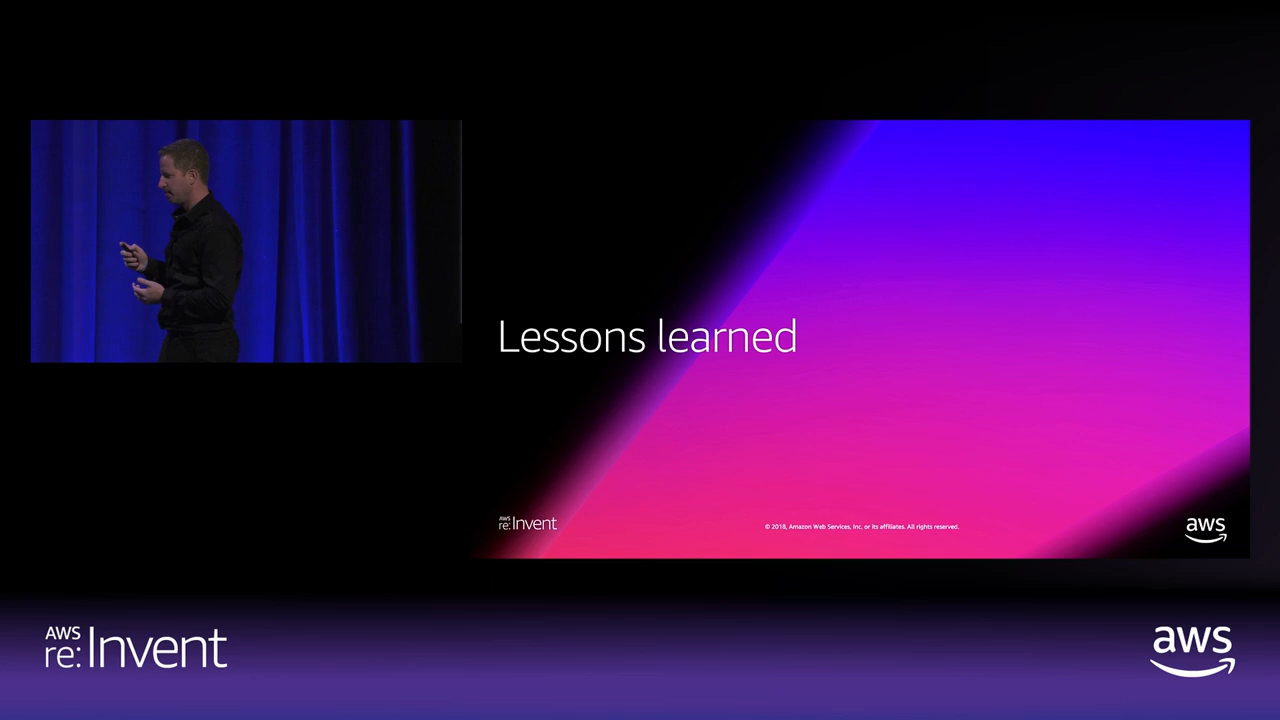 Lessons learned
AWS
re:Invent
© 2018, Amazon Web Services, Inc. or its affiliates. All rights reserved.
aws
AWS
re:Invent
aws